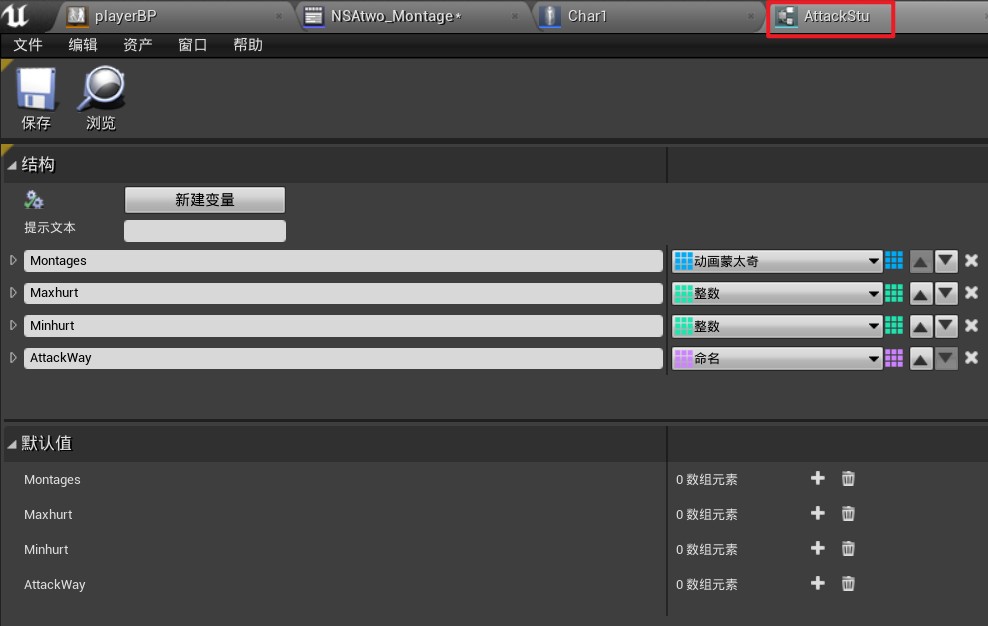 playerBP NSAtwo_Montage* Char1 AttackStu
文件 编辑 资产 窗口 帮助
保存 浏览
结构
新建变量
提示文本
Montages 动画蒙太奇
Maxhurt 整数
Minhurt 整数
AttackWay 命名
默认值
Montages 0 数组元素
Maxhurt 0 数组元素
Minhurt 0 数组元素
AttackWay 0 数组元素